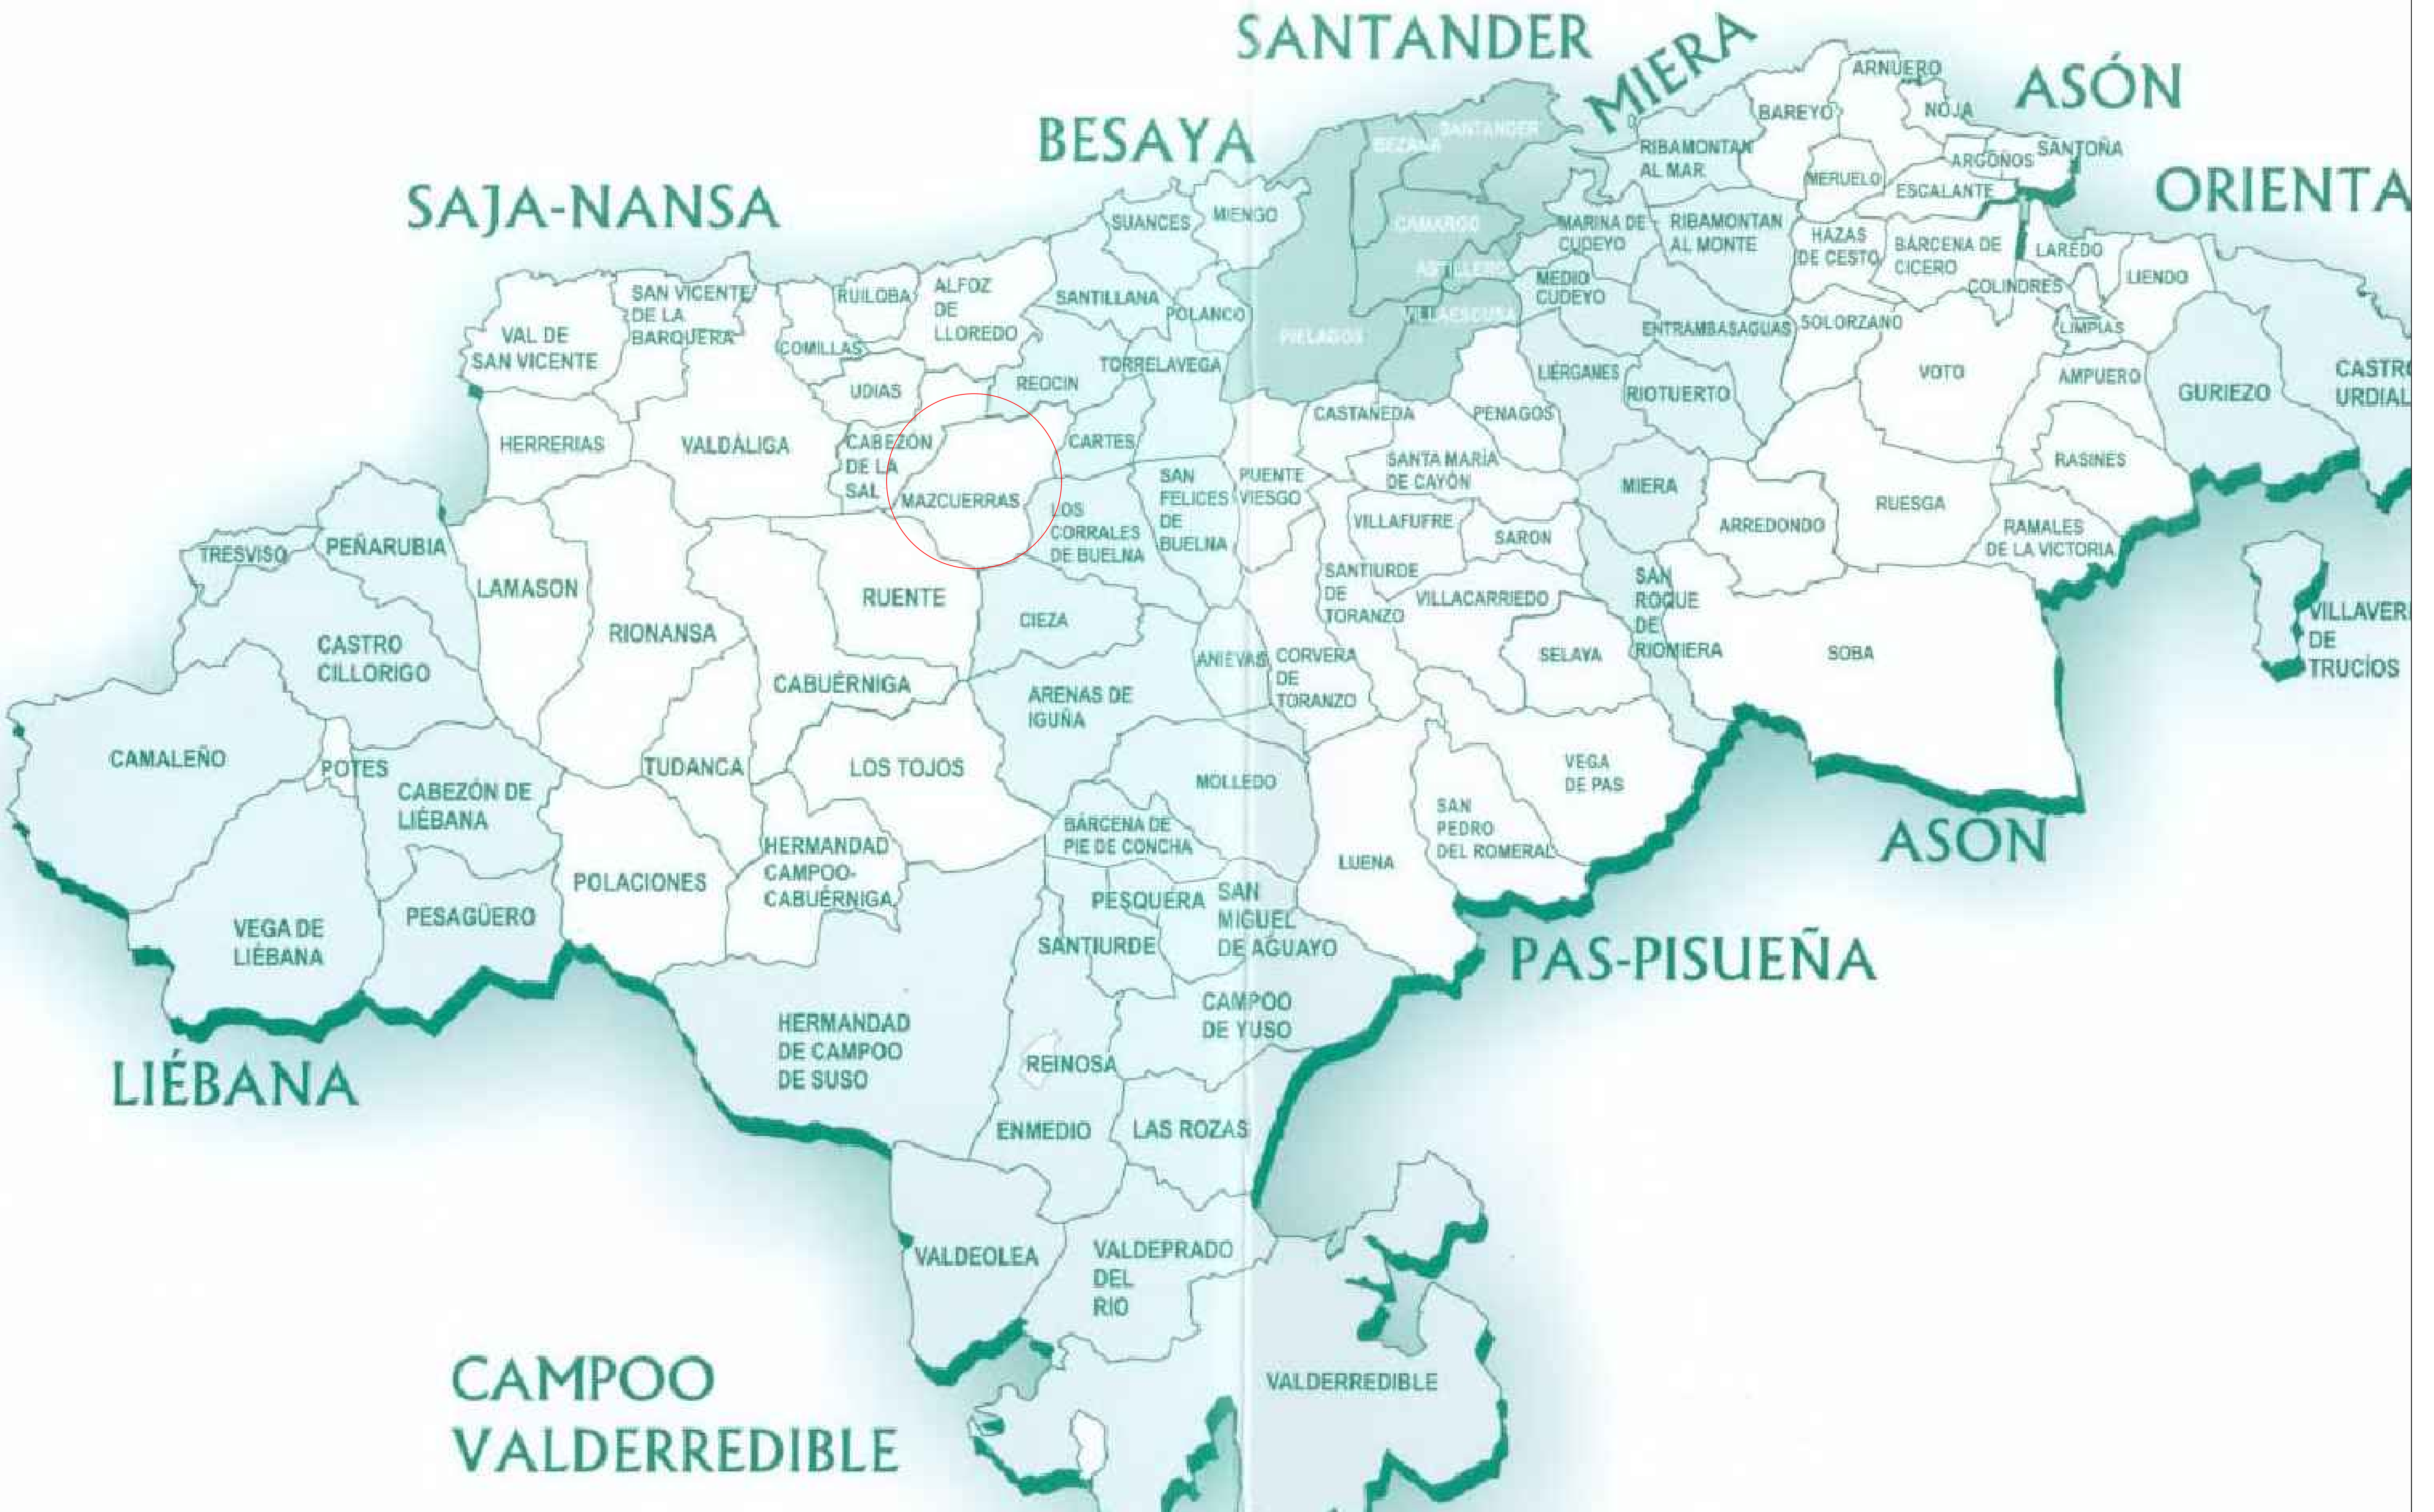 SANTANDER
MIERA
ASÓN
BESAYA
ORIENTA
SAJA-NANSA
ARNUERO
BAREYO
NOJA
SANTANDER
BEZANA
RIBAMONTAN
AL MAR
SANTOÑA
ARGOÑOS
MERUELO
ESCALANTE
SUANCES
MIENGO
CAMARGO
MARINA DE
CUDEYO
RIBAMONTAN
AL MONTE
HAZAS
DE CESTO
BÁRCENA DE
CICERO
LAREDO
LIENDO
COLINDRES
ASTILLERO
MEDIO
CUDEYO
SAN VICENTE
DE LA
BARQUERA
RUILOBA
ALFOZ
DE
LLOREDO
SANTILLANA
POLANCO
VILLAESCUSA
PIELAGOS
ENTRAMBASAGUAS
SOLORZANO
LIMPIAS
VAL DE
SAN VICENTE
COMILLAS
UDIAS
REOCIN
TORRELAVEGA
LIÉRGANES
RIOTUERTO
VOTO
AMPUERO
GURIEZO
CASTRO
URDIAL
CASTAÑEDA
PENAGOS
HERRERIAS
VALDÁLIGA
CABEZÓN
DE LA
SAL
MAZCUERRAS
CARTES
LOS
CORRALES
DE BUELNA
SAN
FELICES
DE
BUELNA
PUENTE
VIESGO
SANTA MARÍA
DE CAYÓN
MIERA
RASINES
RUESGA
ARREDONDO
RAMALES
DE LA VICTORIA
VILLAFUFRE
SARON
TRESVISO
PEÑARUBIA
LAMASON
RIONANSA
RUENTE
CIEZA
SANTIURDE
DE
TORANZO
VILLACARRIEDO
SAN
ROQUE
DE
RIOMIERA
SELAYA
SOBA
VILLAVER
DE
TRUCÍOS
CASTRO
CILLORIGO
CABUÉRNIGA
ANIEVAS
CORVERA
DE
TORANZO
ARENAS DE
IGUÑA
CAMALEÑO
POTES
CABEZÓN DE
LIÉBANA
TUDANCA
LOS TOJOS
MOLLEDO
VEGA
DE PAS
SAN
PEDRO
DEL ROMERAL
BÁRCENA DE
PIE DE CONCHA
LUENA
ASÓN
HERMANDAD
CAMPOO-
CABUÉRNIGA
POLACIONES
PESAGÜERO
VEGA DE
LIÉBANA
PESQUERA
SAN
MIGUEL
DE AGUAYO
SANTIURDE
PAS-PISUEÑA
CAMPOO
DE YUSO
HERMANDAD
DE CAMPOO
DE SUSO
REINOSA
LIÉBANA
ENMEDIO
LAS ROZAS
VALDEOLEA
VALDEPRADO
DEL
RIO
VALDERREDIBLE
CAMPOO
VALDERREDIBLE